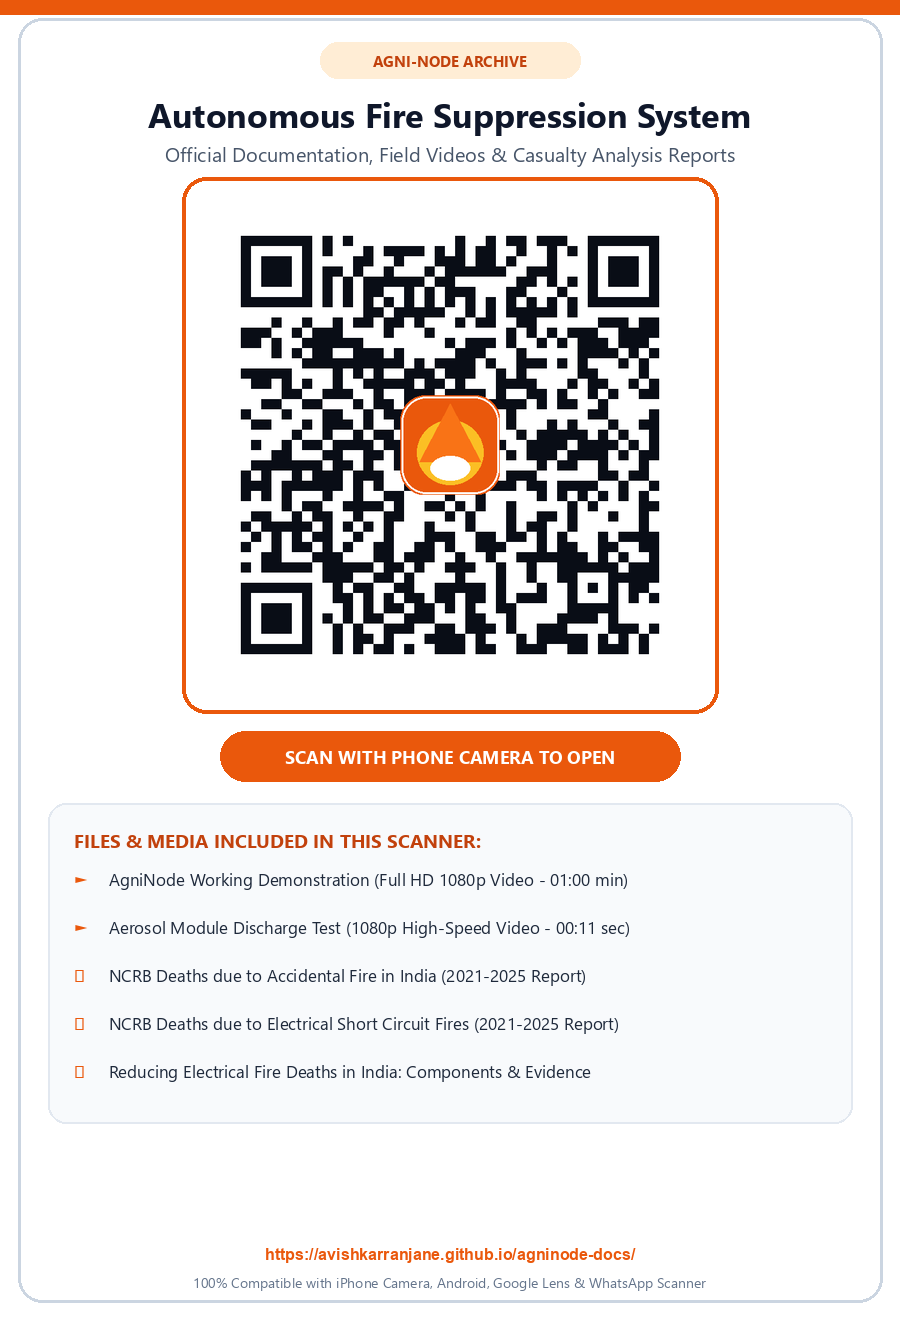 AGNI-NODE ARCHIVE
Autonomous Fire Suppression System
Official Documentation, Field Videos & Casualty Analysis Reports
SCAN WITH PHONE CAMERA TO OPEN
FILES & MEDIA INCLUDED IN THIS SCANNER:
► AgniNode Working Demonstration (Full HD 1080p Video - 01:00 min)
► Aerosol Module Discharge Test (1080p High-Speed Video - 00:11 sec)
NCRB Deaths due to Accidental Fire in India (2021-2025 Report)
NCRB Deaths due to Electrical Short Circuit Fires (2021-2025 Report)
Reducing Electrical Fire Deaths in India: Components & Evidence
https://avishkarranjane.github.io/agninode-docs/
100% Compatible with iPhone Camera, Android, Google Lens & WhatsApp Scanner